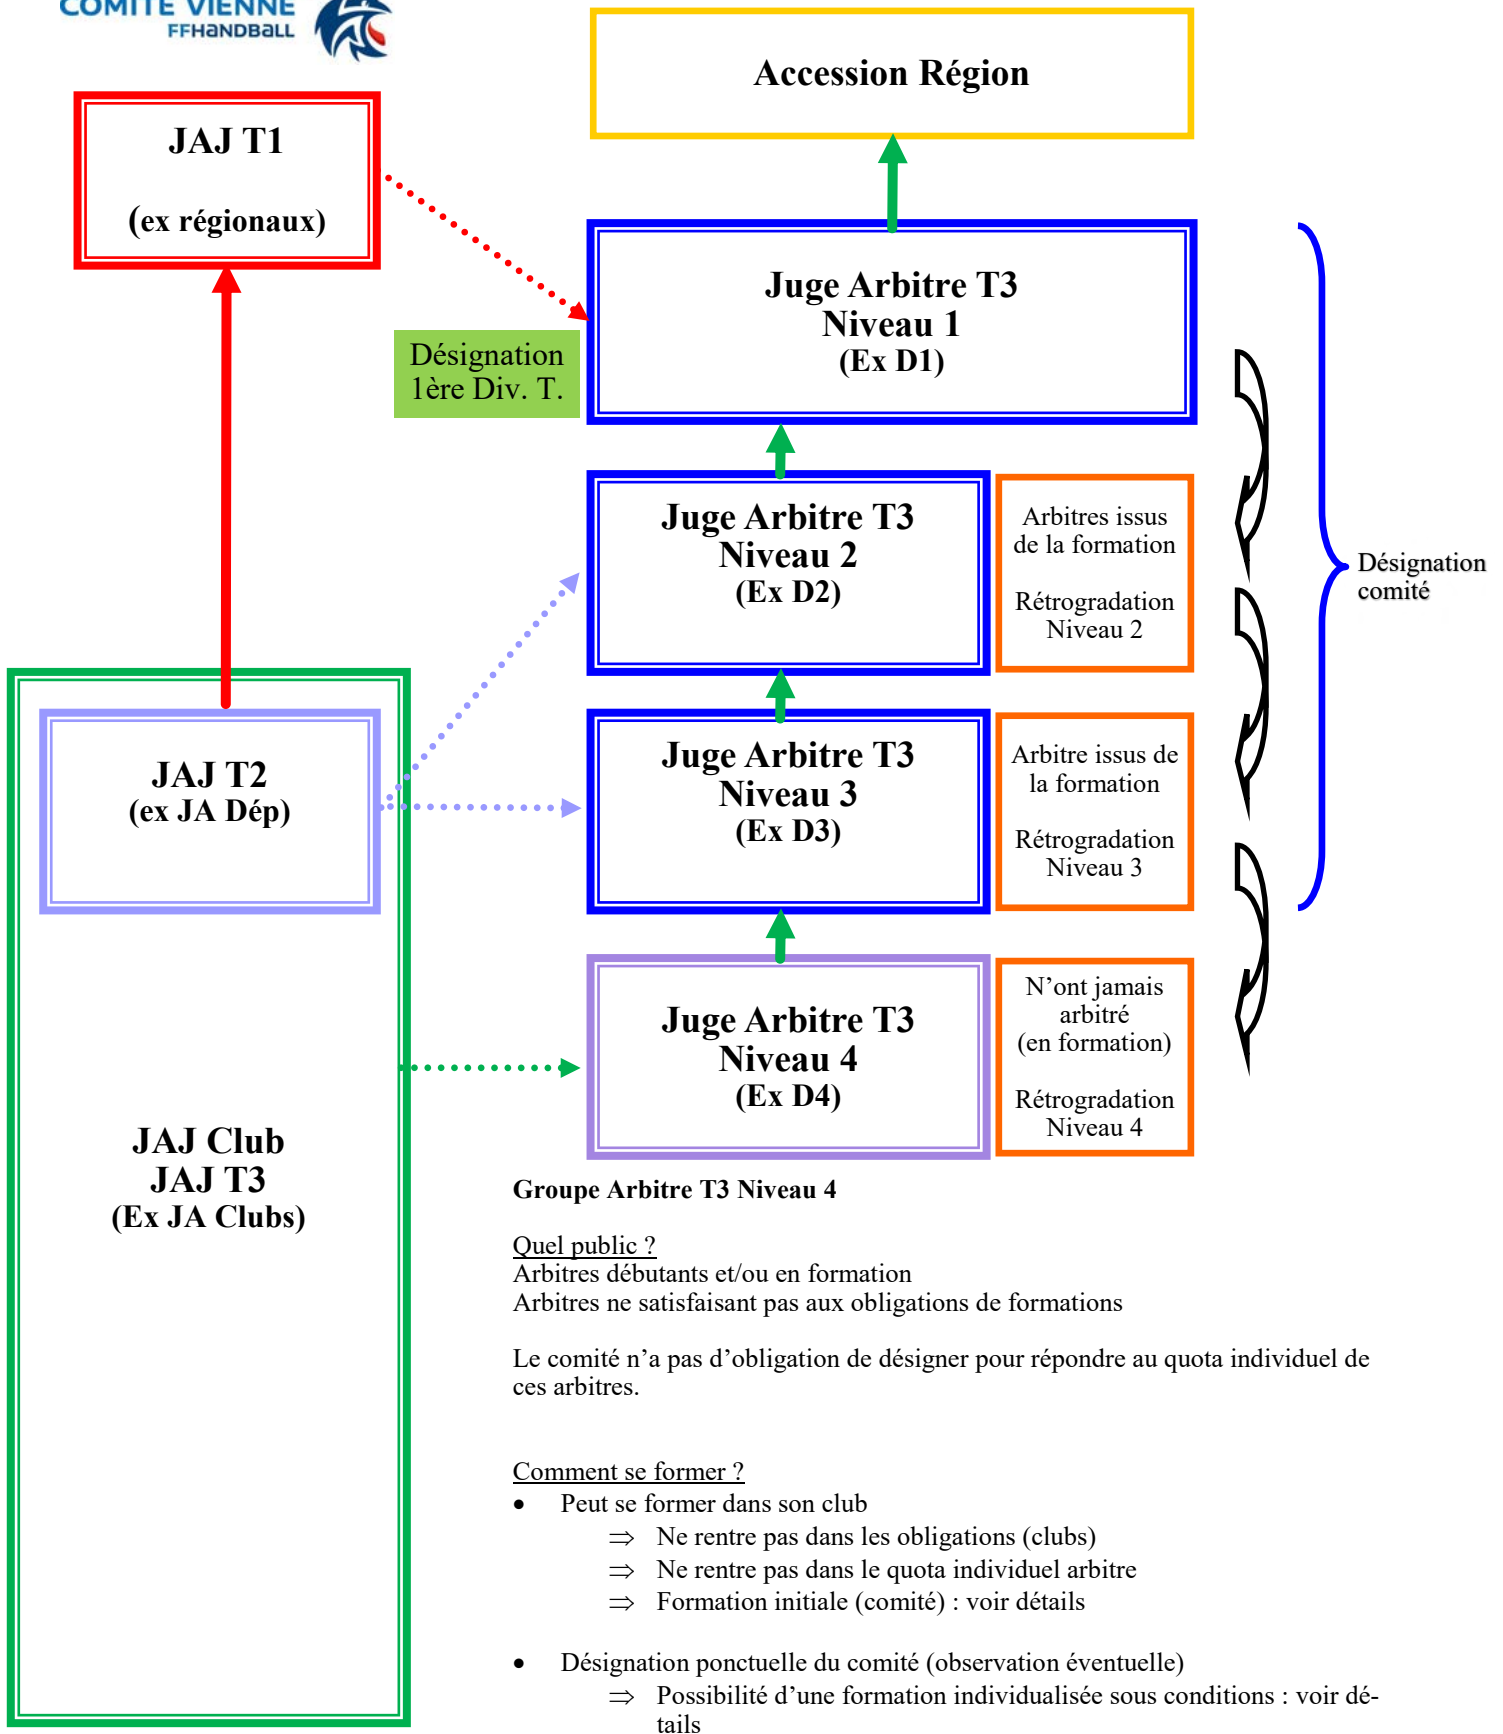 COMITE VIENNE
FFHANDBALL
Accession Région
JAJ T1
(ex régionaux)
Juge Arbitre T3
Niveau 1
(Ex D1)
Désignation
1ère Div. T.
Juge Arbitre T3
Niveau 2
(Ex D2)
Arbitres issus
de la formation
Rétrogradation
Niveau 2
Désignation
comité
JAJ T2
(ex JA Dép)
Juge Arbitre T3
Niveau 3
(Ex D3)
Arbitre issus de
la formation
Rétrogradation
Niveau 3
Juge Arbitre T3
Niveau 4
(Ex D4)
N’ont jamais
arbitré
(en formation)
Rétrogradation
Niveau 4
JAJ Club
JAJ T3
(Ex JA Clubs)
Groupe Arbitre T3 Niveau 4
Quel public ?
Arbitres débutants et/ou en formation
Arbitres ne satisfaisant pas aux obligations de formations
Le comité n’a pas d’obligation de désigner pour répondre au quota individuel de
ces arbitres.
Comment se former ?
• Peut se former dans son club
⇒ Ne rentre pas dans les obligations (clubs)
⇒ Ne rentre pas dans le quota individuel arbitre
⇒ Formation initiale (comité) : voir détails
• Désignation ponctuelle du comité (observation éventuelle)
⇒ Possibilité d’une formation individualisée sous conditions : voir dé-
tails